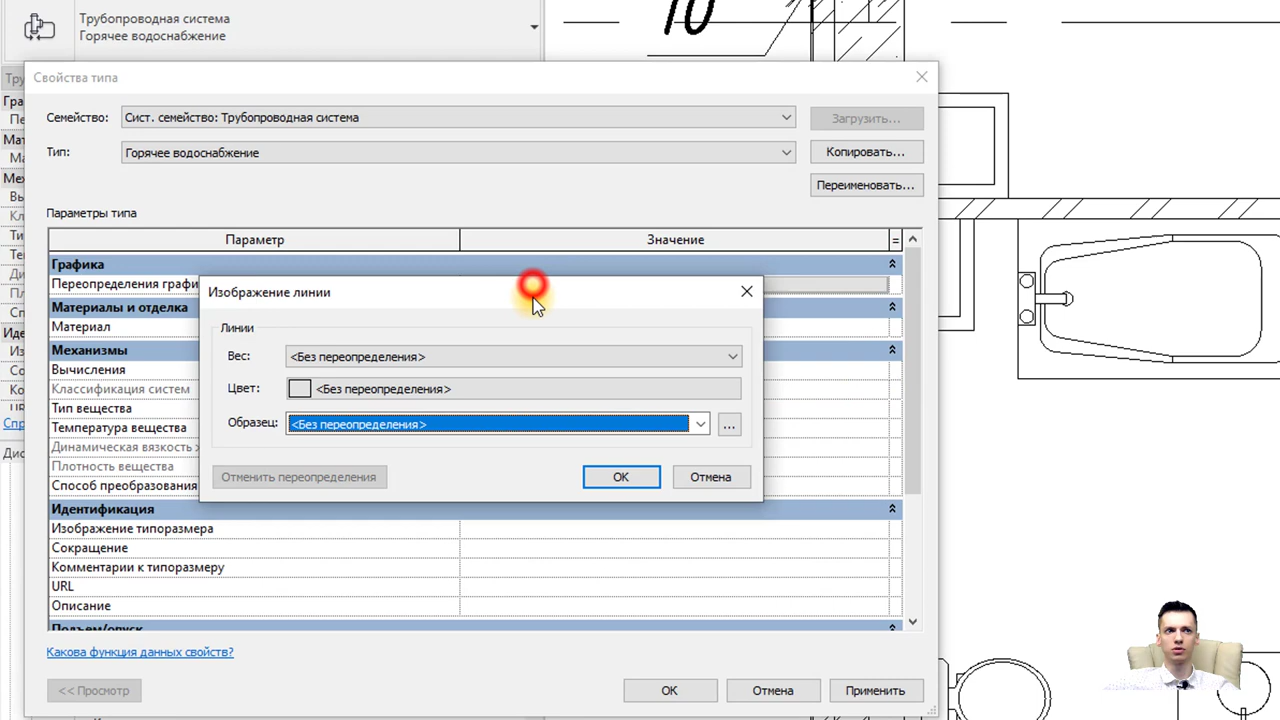 Трубопроводная система
Горячее водоснабжение
10
Свойства типа
Семейство:
Сист. семейство: Трубопроводная система
Загрузить...
Тип:
Горячее водоснабжение
Копировать...
Переименовать...
Параметры типа
Параметр
Значение
=
Графика
Переопределения графи
Материалы и отделка
Материал
Механизмы
Вычисления
Классификация систем
Тип вещества
Температура вещества
Динамическая вязкость
Плотность вещества
Способ преобразования
Идентификация
Изображение типоразмера
Сокращение
Комментарии к типоразмеру
URL
Описание
Подъем/опуск
Изображение линии
Линии
Вес:
<Без переопределения>
Цвет:
<Без переопределения>
Образец:
<Без переопределения>
...
Отменить переопределения
OK
Отмена
Какова функция данных свойств?
<< Просмотр
OK
Отмена
Применить